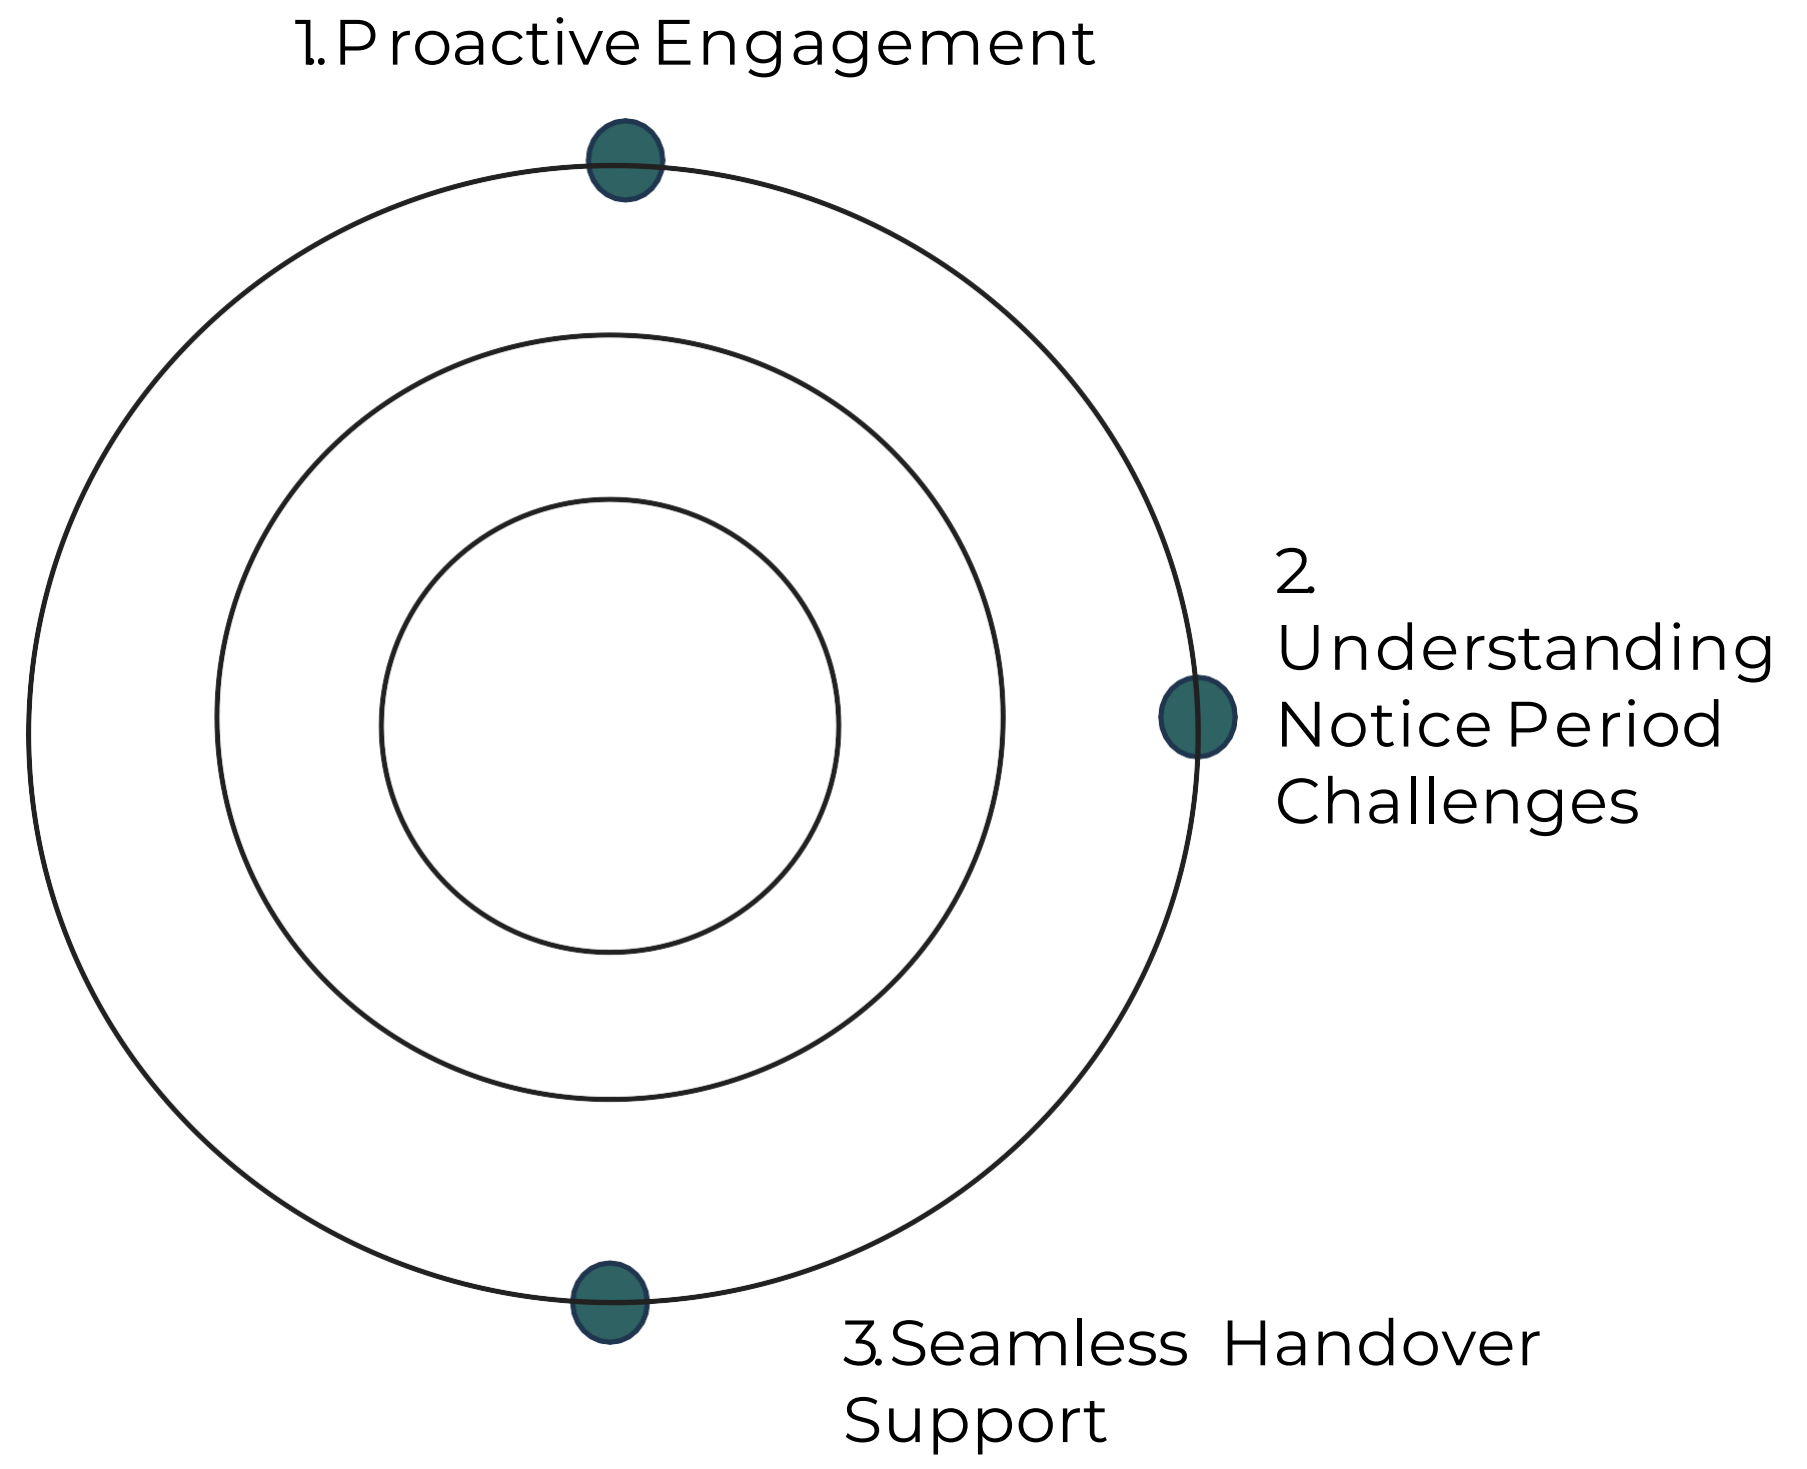 1. Proactive Engagement
2.
Understanding
Notice Period
Challenges
3. Seamless Handover
Support